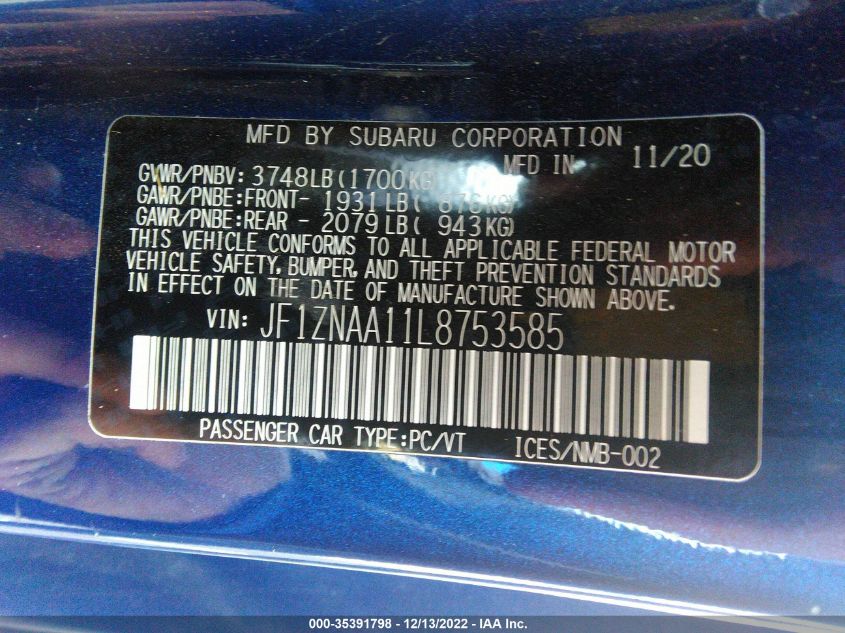 MFD BY SUBARU CORPORATION
MFD IN 11/20
GVWR/PNBV: 3748LB(1700KG)
GAWR/PNBE:FRONT- 1931LB( 876KG)
GAWR/PNBE:REAR - 2079LB( 943KG)
THIS VEHICLE CONFORMS TO ALL APPLICABLE FEDERAL MOTOR
VEHICLE SAFETY, BUMPER, AND THEFT PREVENTION STANDARDS
IN EFFECT ON THE DATE OF MANUFACTURE SHOWN ABOVE.
VIN: JF1ZNAA11L8753585
PASSENGER CAR TYPE:PC/VT ICES/NMB-002
000-35391798 - 12/13/2022 - IAA Inc.